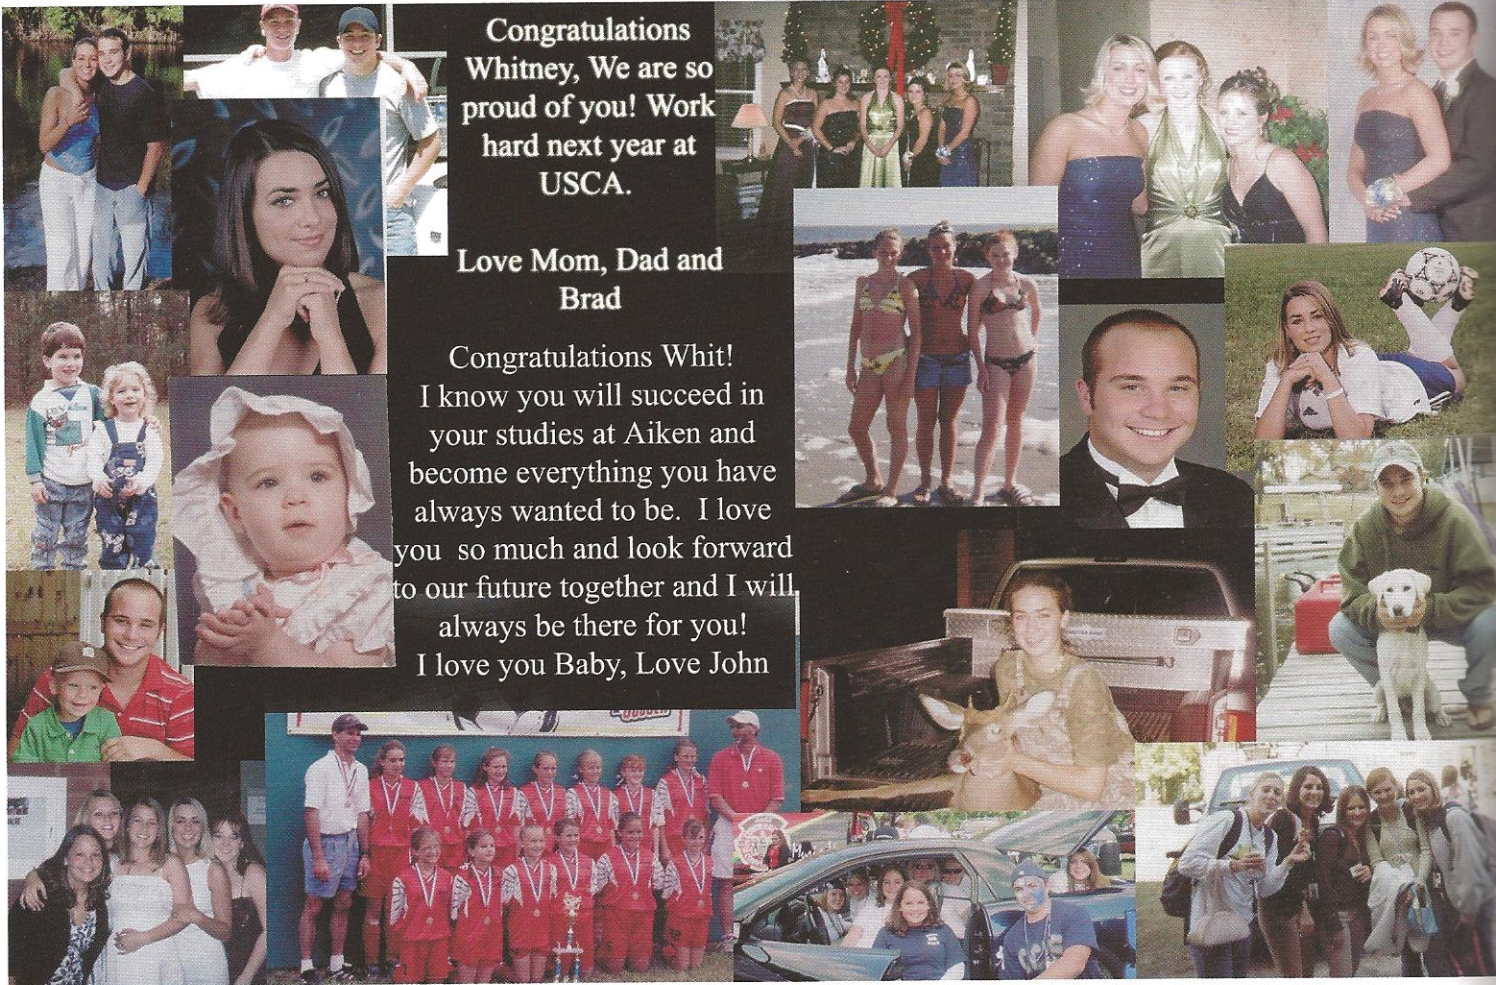 Congratulations
Whitney, We are so
proud of you! Work
hard next year at
USCA.
Love Mom, Dad and
Brad
Congratulations Whit!
I know you will succeed in
your studies at Aiken and
become everything you have
always wanted to be. I love
you so much and look forward
to our future together and I will
always be there for you!
I love you Baby, Love John
SOCCER